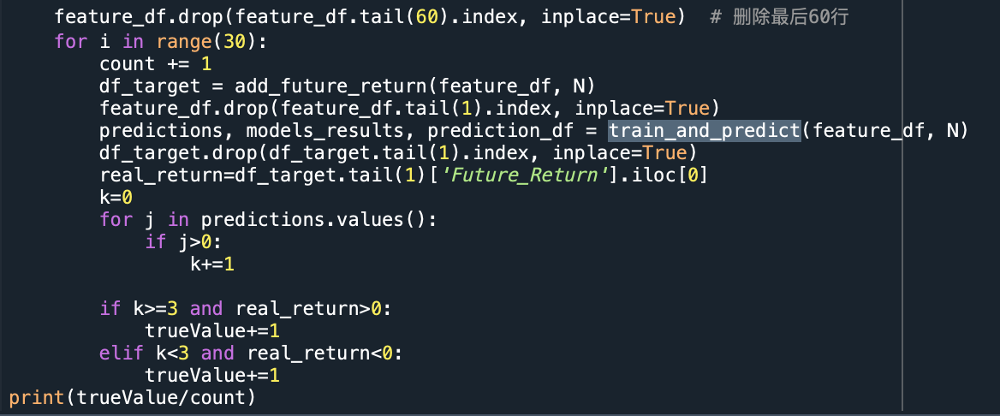 feature_df.drop(feature_df.tail(60).index, inplace=True)  # 删除最后60行
for i in range(30):
count += 1
df_target = add_future_return(feature_df, N)
feature_df.drop(feature_df.tail(1).index, inplace=True)
predictions, models_results, prediction_df = train_and_predict(feature_df, N)
df_target.drop(df_target.tail(1).index, inplace=True)
real_return=df_target.tail(1)['Future_Return'].iloc[0]
k=0
for j in predictions.values():
if j>0:
k+=1
if k>=3 and real_return>0:
trueValue+=1
elif k<3 and real_return<0:
trueValue+=1
print(trueValue/count)